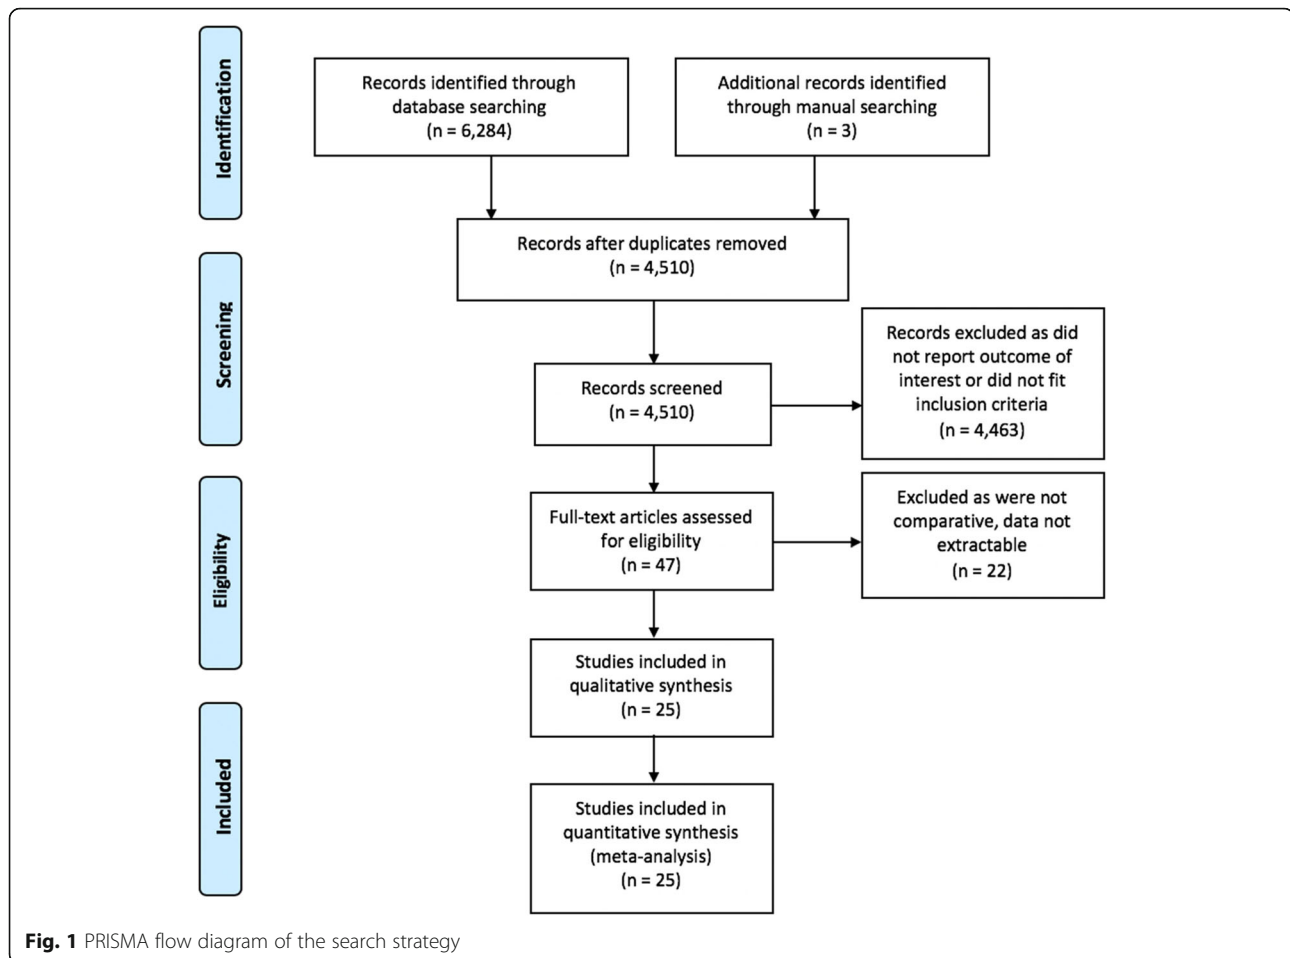 Identification
Records identified through
database searching
(n = 6,284)
Additional records identified
through manual searching
(n = 3)
Records after duplicates removed
(n = 4,510)
Screening
Records screened
(n = 4,510)
Records excluded as did
not report outcome of
interest or did not fit
inclusion criteria
(n = 4,463)
Eligibility
Full-text articles assessed
for eligibility
(n = 47)
Excluded as were not
comparative, data not
extractable
(n = 22)
Studies included in
qualitative synthesis
(n = 25)
Included
Studies included in
quantitative synthesis
(meta-analysis)
(n = 25)
Fig. 1 PRISMA flow diagram of the search strategy